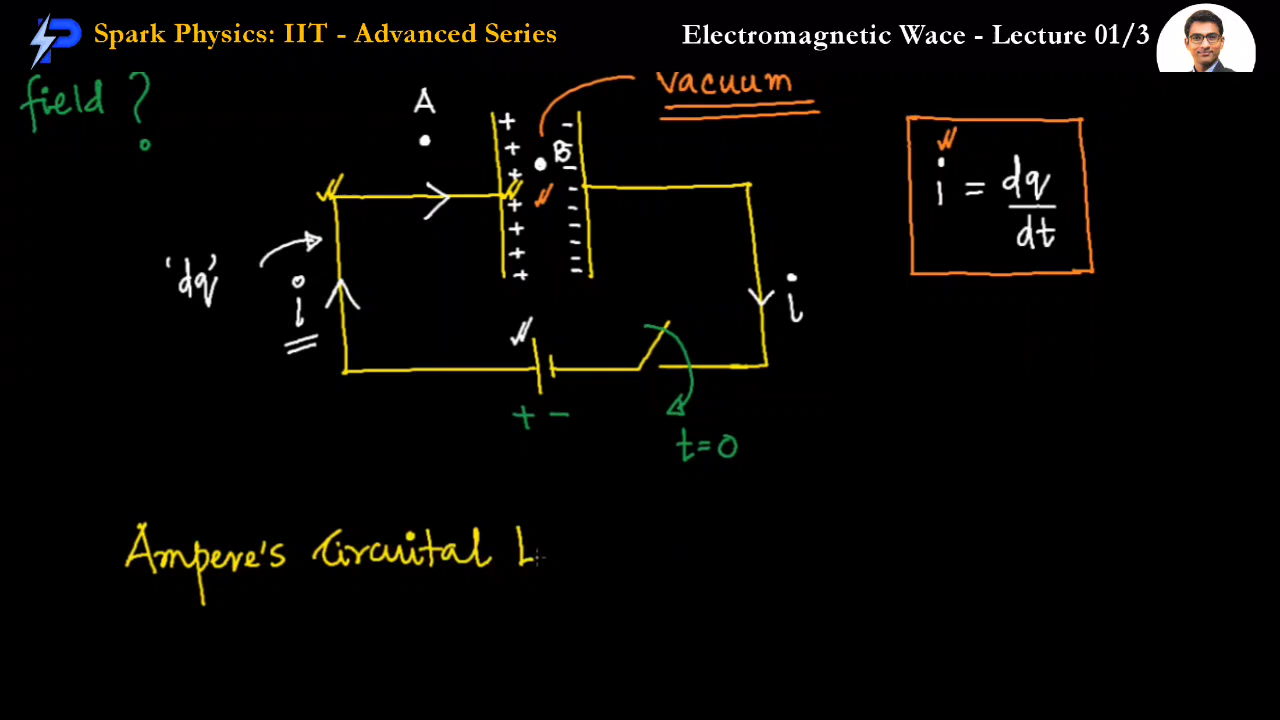 Spark Physics: IIT - Advanced Series
Electromagnetic Wace - Lecture 01/3
field ?
vacuum
A
B
i = dq/dt
'dq'
i
i
+ -
t=0
Ampere's Circuital L